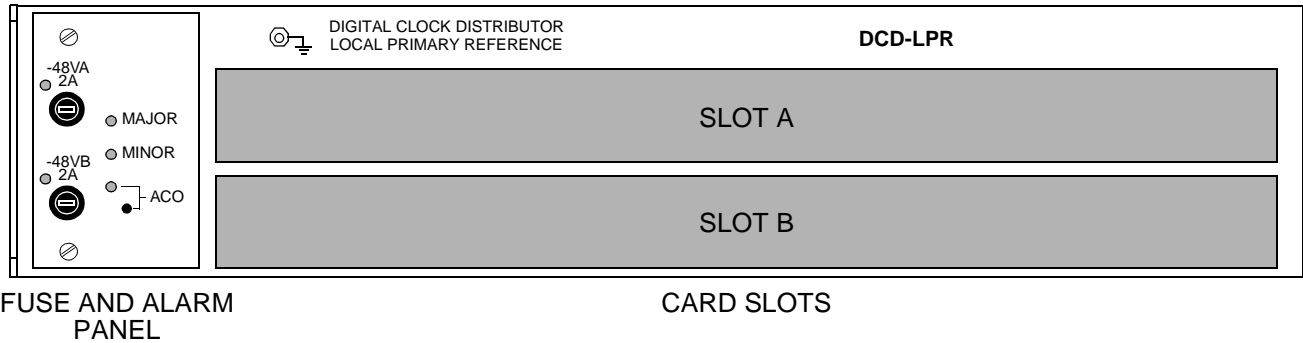 DIGITAL CLOCK DISTRIBUTOR
LOCAL PRIMARY REFERENCE
DCD-LPR
-48VA
2A
MAJOR
MINOR
-48VB
2A
ACO
SLOT A
SLOT B
FUSE AND ALARM
PANEL
CARD SLOTS